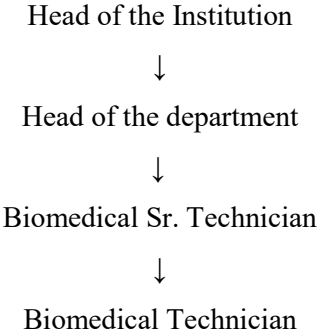 Head of the Institution
↓
Head of the department
↓
Biomedical Sr. Technician
↓
Biomedical Technician